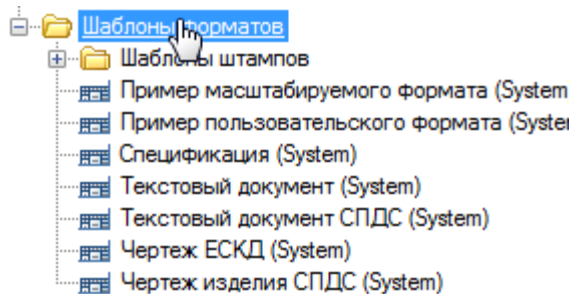 Шаблоны форматов
Шаблоны штампов
Пример масштабируемого формата (System
Пример пользовательского формата (System
Спецификация (System)
Текстовый документ (System)
Текстовый документ СПДС (System)
Чертеж ЕСКД (System)
Чертеж изделия СПДС (System)